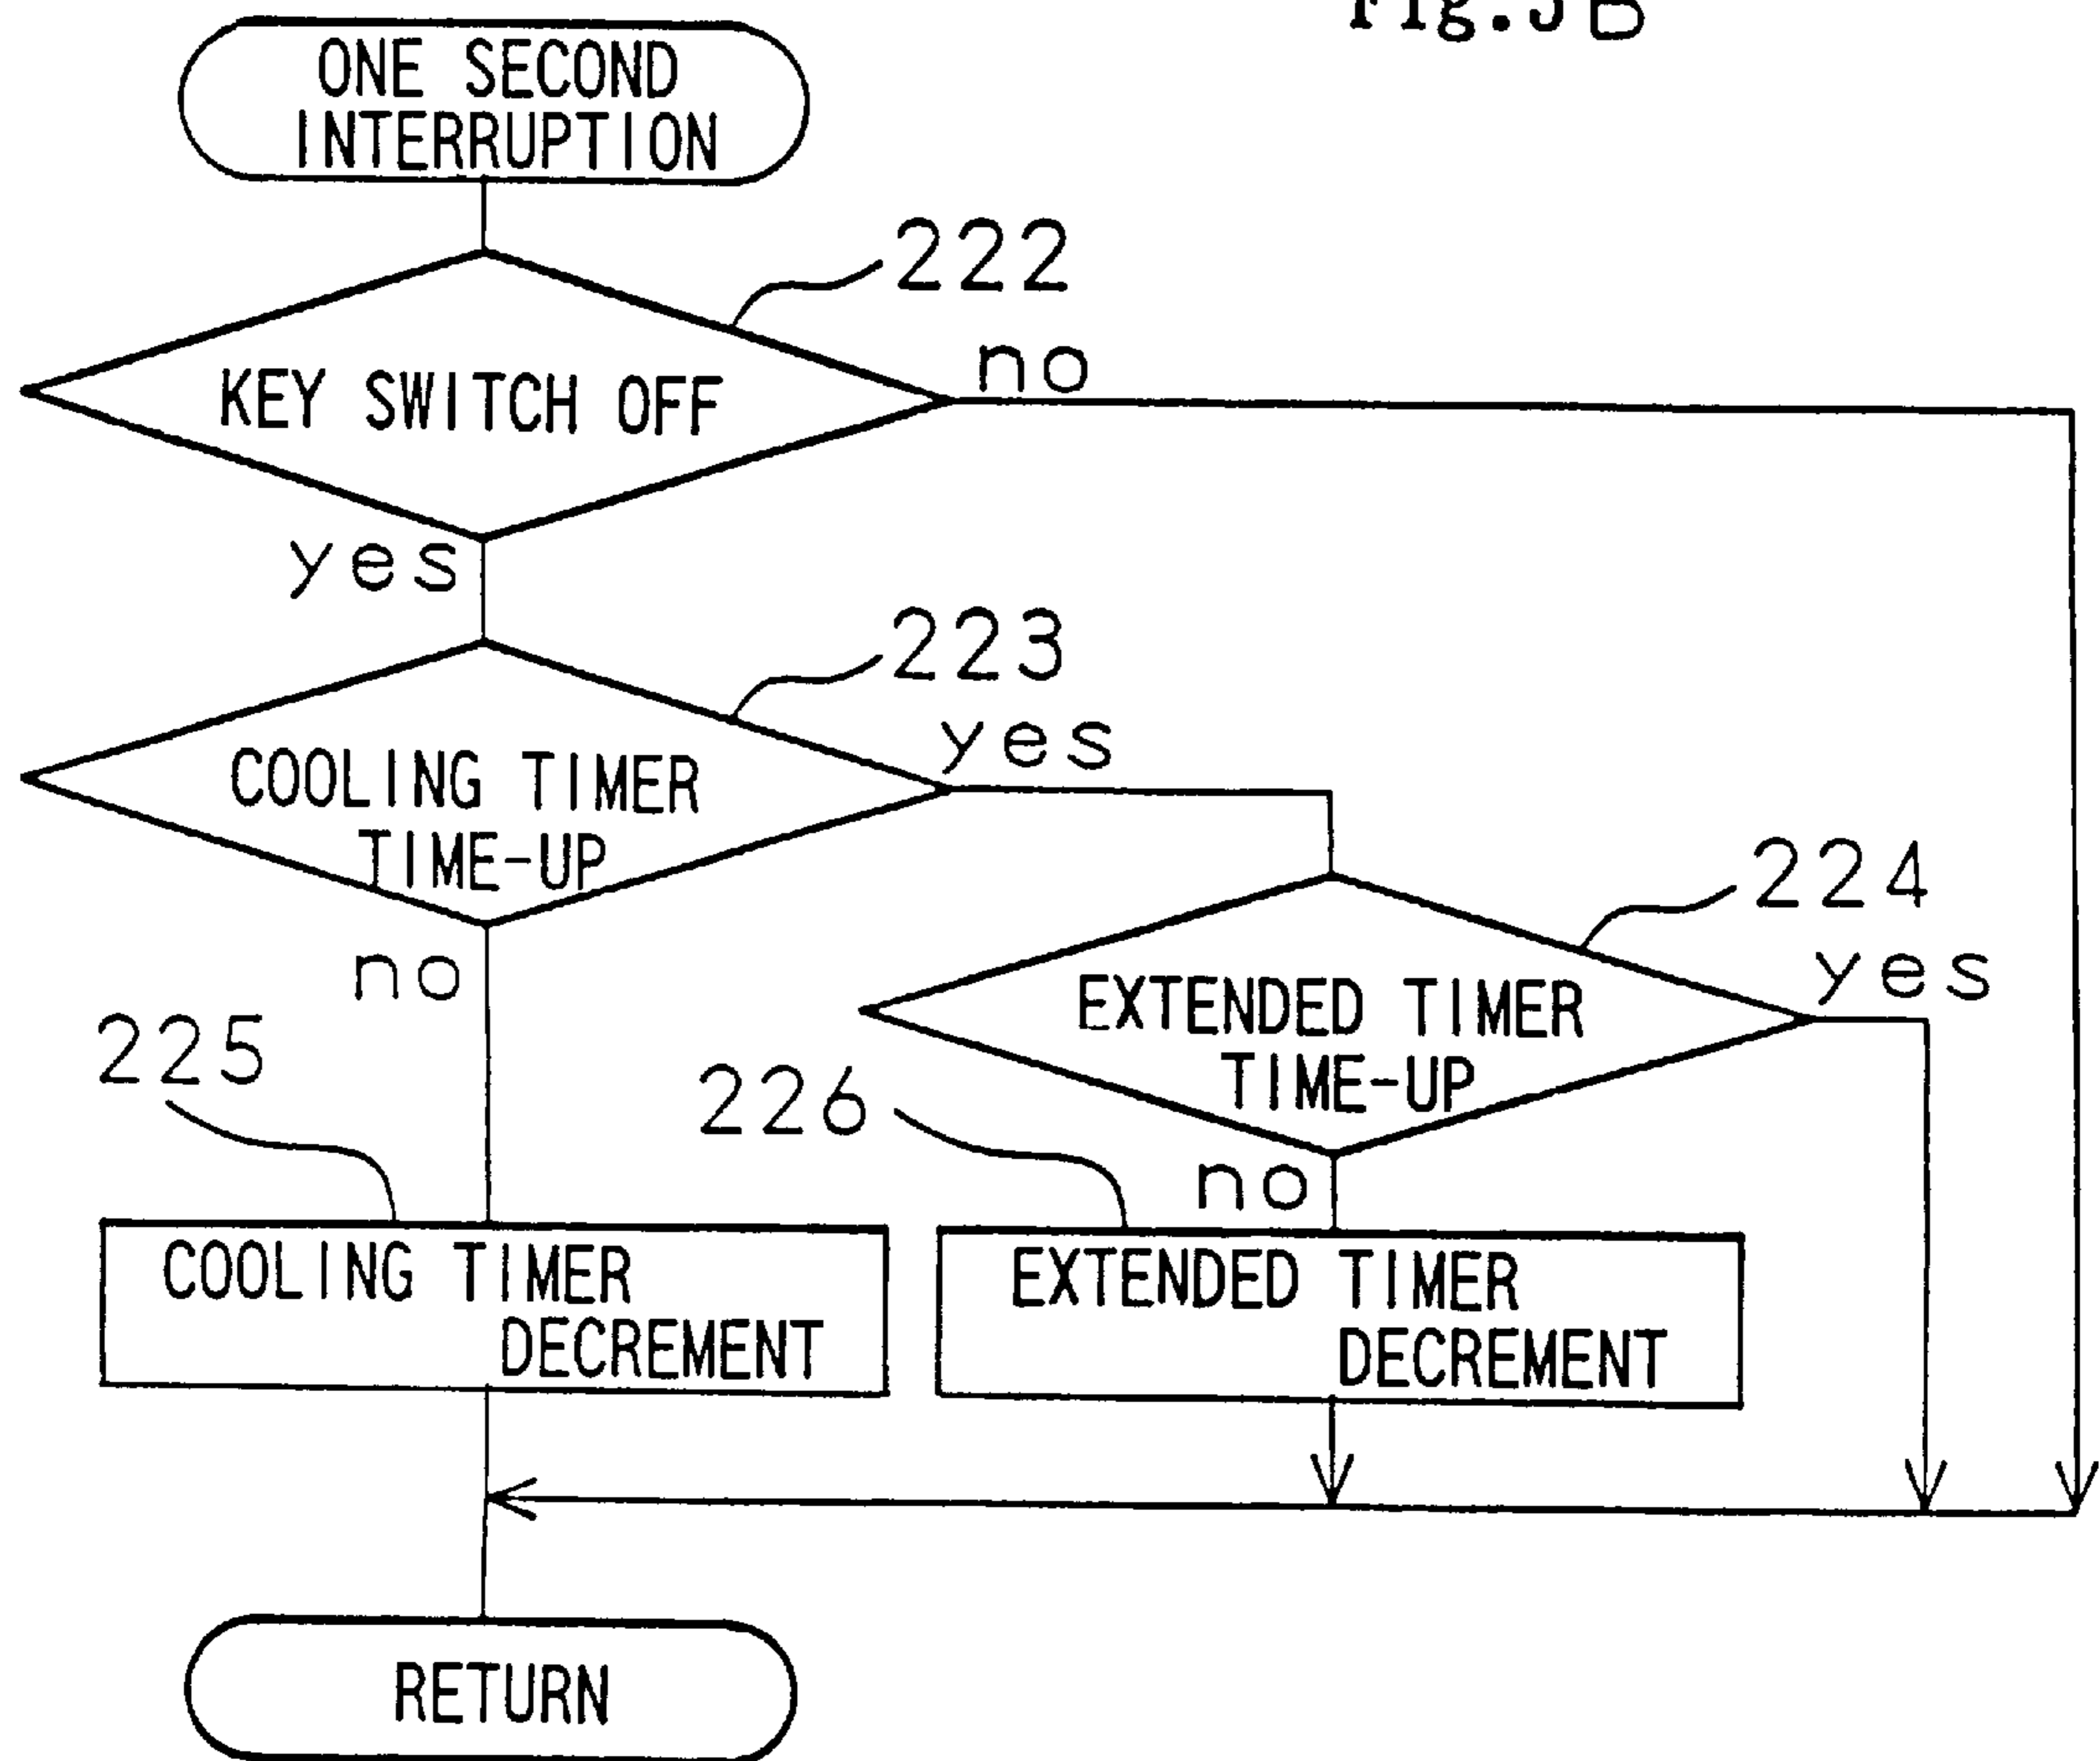 ONE SECOND
INTERRUPTION
222
KEY SWITCH OFF
no
yes
223
COOLING TIMER
TIME-UP
yes
no
224
EXTENDED TIMER
TIME-UP
yes
no
225
COOLING TIMER
DECREMENT
226
EXTENDED TIMER
DECREMENT
RETURN